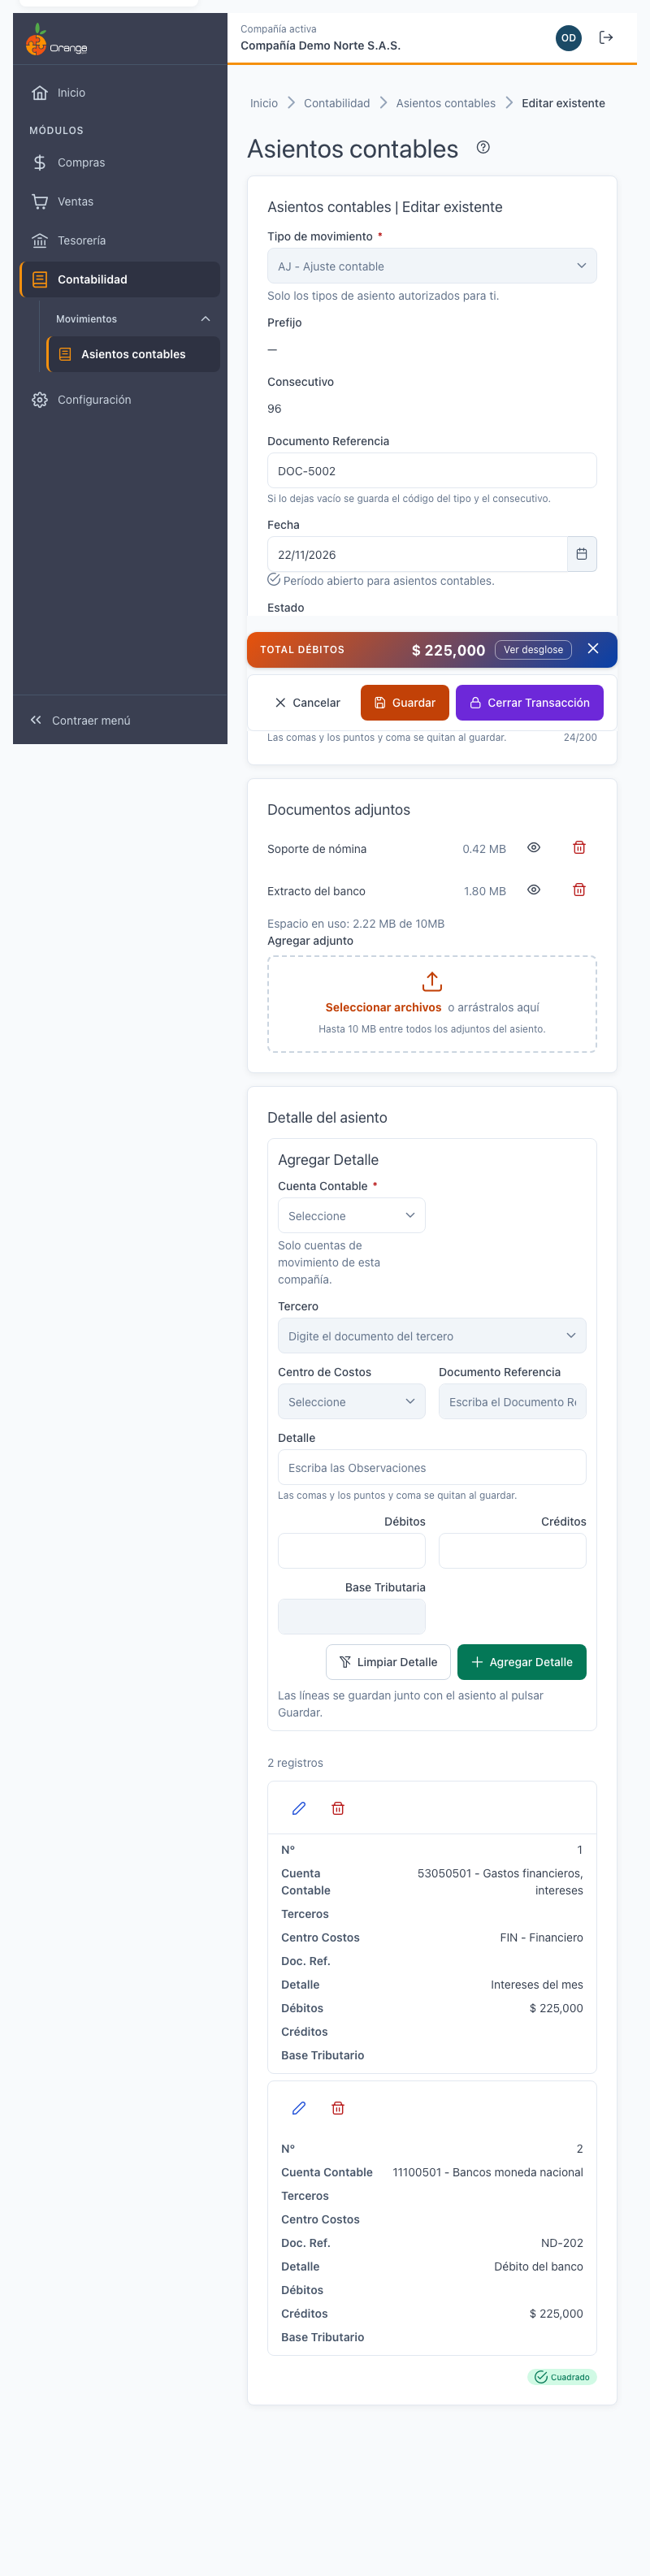 Orange
Compañía activa
Compañía Demo Norte S.A.S.
OD
Inicio
MÓDULOS
Compras
Ventas
Tesorería
Contabilidad
Movimientos
Asientos contables
Configuración
Contraer menú
Inicio > Contabilidad > Asientos contables > Editar existente
Asientos contables
Asientos contables | Editar existente
Tipo de movimiento *
AJ - Ajuste contable
Solo los tipos de asiento autorizados para ti.
Prefijo
—
Consecutivo
96
Documento Referencia
DOC-5002
Si lo dejas vacío se guarda el código del tipo y el consecutivo.
Fecha
22/11/2026
Período abierto para asientos contables.
Estado
TOTAL DÉBITOS $ 225,000 Ver desglose
Cancelar Guardar Cerrar Transacción
Las comas y los puntos y coma se quitan al guardar. 24/200
Documentos adjuntos
Soporte de nómina 0.42 MB
Extracto del banco 1.80 MB
Espacio en uso: 2.22 MB de 10MB
Agregar adjunto
Seleccionar archivos o arrástralos aquí
Hasta 10 MB entre todos los adjuntos del asiento.
Detalle del asiento
Agregar Detalle
Cuenta Contable *
Seleccione
Solo cuentas de
movimiento de esta
compañía.
Tercero
Digite el documento del tercero
Centro de Costos Documento Referencia
Seleccione Escriba el Documento Re
Detalle
Escriba las Observaciones
Las comas y los puntos y coma se quitan al guardar.
Débitos Créditos
Base Tributaria
Limpiar Detalle Agregar Detalle
Las líneas se guardan junto con el asiento al pulsar
Guardar.
2 registros
N° 1
Cuenta Contable 53050501 - Gastos financieros, intereses
Terceros
Centro Costos FIN - Financiero
Doc. Ref.
Detalle Intereses del mes
Débitos $ 225,000
Créditos
Base Tributario
N° 2
Cuenta Contable 11100501 - Bancos moneda nacional
Terceros
Centro Costos
Doc. Ref. ND-202
Detalle Débito del banco
Débitos
Créditos $ 225,000
Base Tributario
Cuadrado